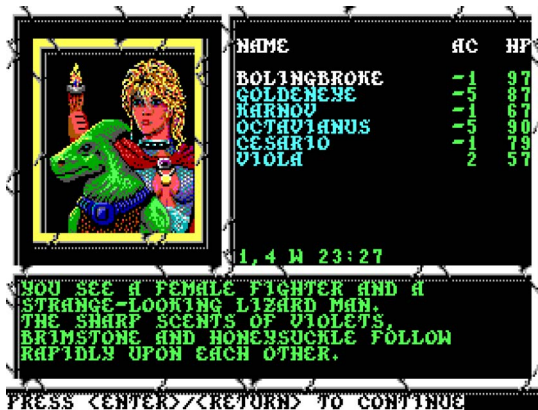 NAME AC HP
BOLINGBROKE -1 97
GOLDENEYE -5 87
KARNOV -1 67
OCTAVIANUS -5 90
CESARIO -1 79
VIOLA 2 57
1,4 W 23:27
YOU SEE A FEMALE FIGHTER AND A
STRANGE-LOOKING LIZARD MAN.
THE SHARP SCENTS OF VIOLETS,
BRIMSTONE AND HONEYSUCKLE FOLLOW
RAPIDLY UPON EACH OTHER.
PRESS <ENTER>/<RETURN> TO CONTINUE